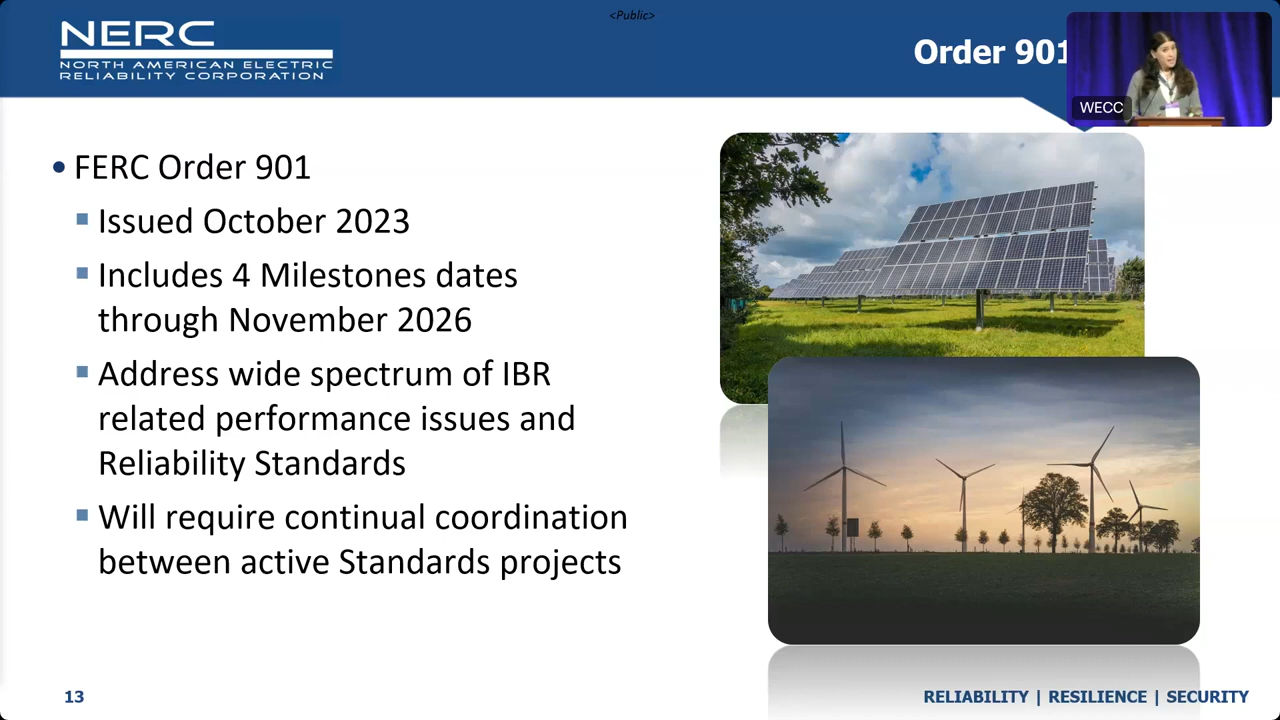 <Public>
NERC
NORTH AMERICAN ELECTRIC
RELIABILITY CORPORATION
Order 901
WECC
• FERC Order 901
▪ Issued October 2023
▪ Includes 4 Milestones dates
through November 2026
▪ Address wide spectrum of IBR
related performance issues and
Reliability Standards
▪ Will require continual coordination
between active Standards projects
13
RELIABILITY | RESILIENCE | SECURITY